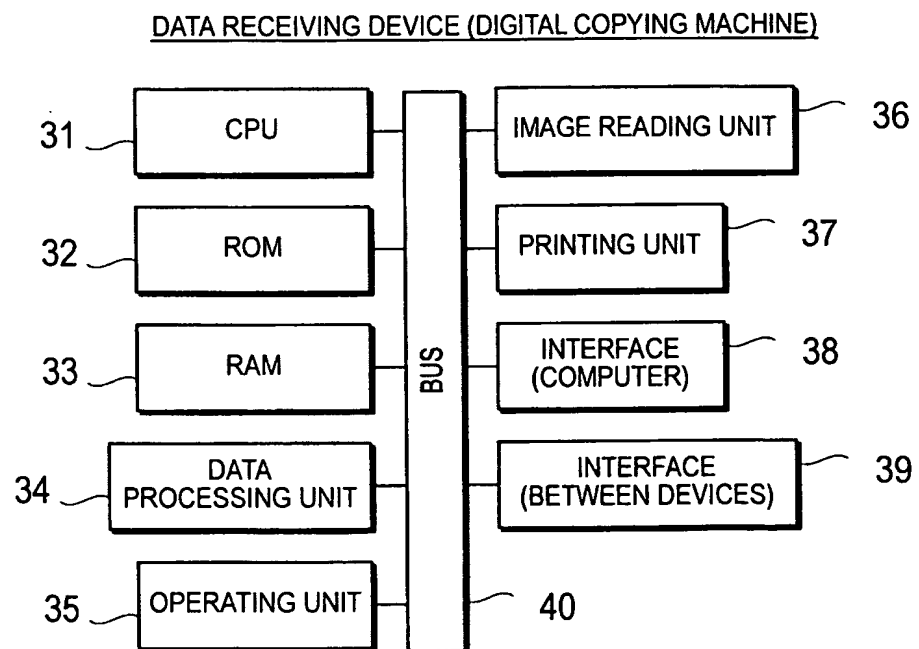 DATA RECEIVING DEVICE (DIGITAL COPYING MACHINE)
31
CPU
32
ROM
33
RAM
34
DATA
PROCESSING UNIT
35
OPERATING UNIT
BUS
40
IMAGE READING UNIT
36
PRINTING UNIT
37
INTERFACE
(COMPUTER)
38
INTERFACE
(BETWEEN DEVICES)
39